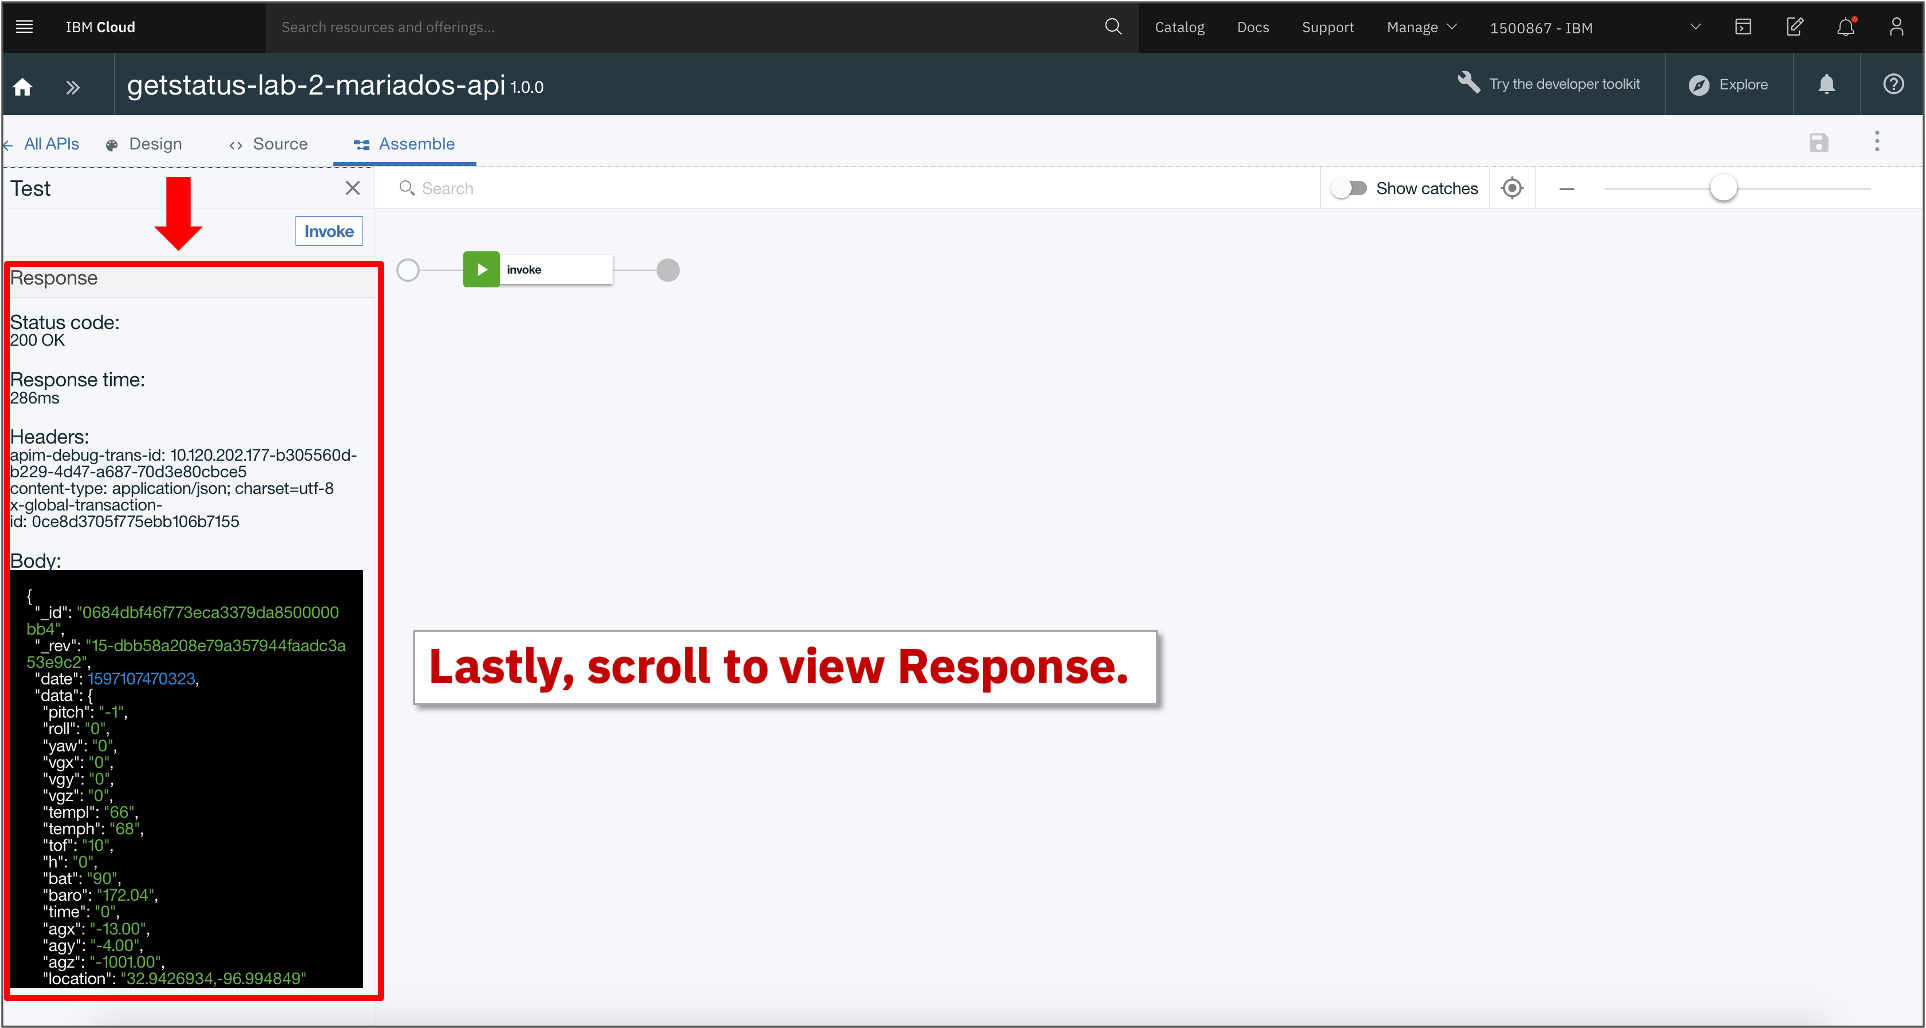 IBM Cloud
Search resources and offerings...
Catalog
Docs
Support
Manage
1500867 - IBM
getstatus-lab-2-mariados-api 1.0.0
Try the developer toolkit
Explore
All APIs
Design
Source
Assemble
Test
Search
Show catches
Invoke
invoke
Response
Status code:
200 OK
Response time:
286ms
Headers:
apim-debug-trans-id: 10.120.202.177-b305560d-
b229-4d47-a687-70d3e80cbce5
content-type: application/json; charset=utf-8
x-global-transaction-
id: 0ce8d3705f775ebb106b7155
Body:
{
"_id": "0684dbf46f773eca3379da8500000
bb4",
"_rev": "15-dbb58a208e79a357944faadc3a
53e9c2",
"date": 1597107470323,
"data": {
"pitch": "-1",
"roll": "0",
"yaw": "0",
"vgx": "0",
"vgy": "0",
"vgz": "0",
"templ": "66",
"temph": "68",
"tof": "10",
"h": "0",
"bat": "90",
"baro": "172.04",
"time": "0",
"agx": "-13.00",
"agy": "-4.00",
"agz": "-1001.00",
"location": "32.9426934,-96.994849"
Lastly, scroll to view Response.